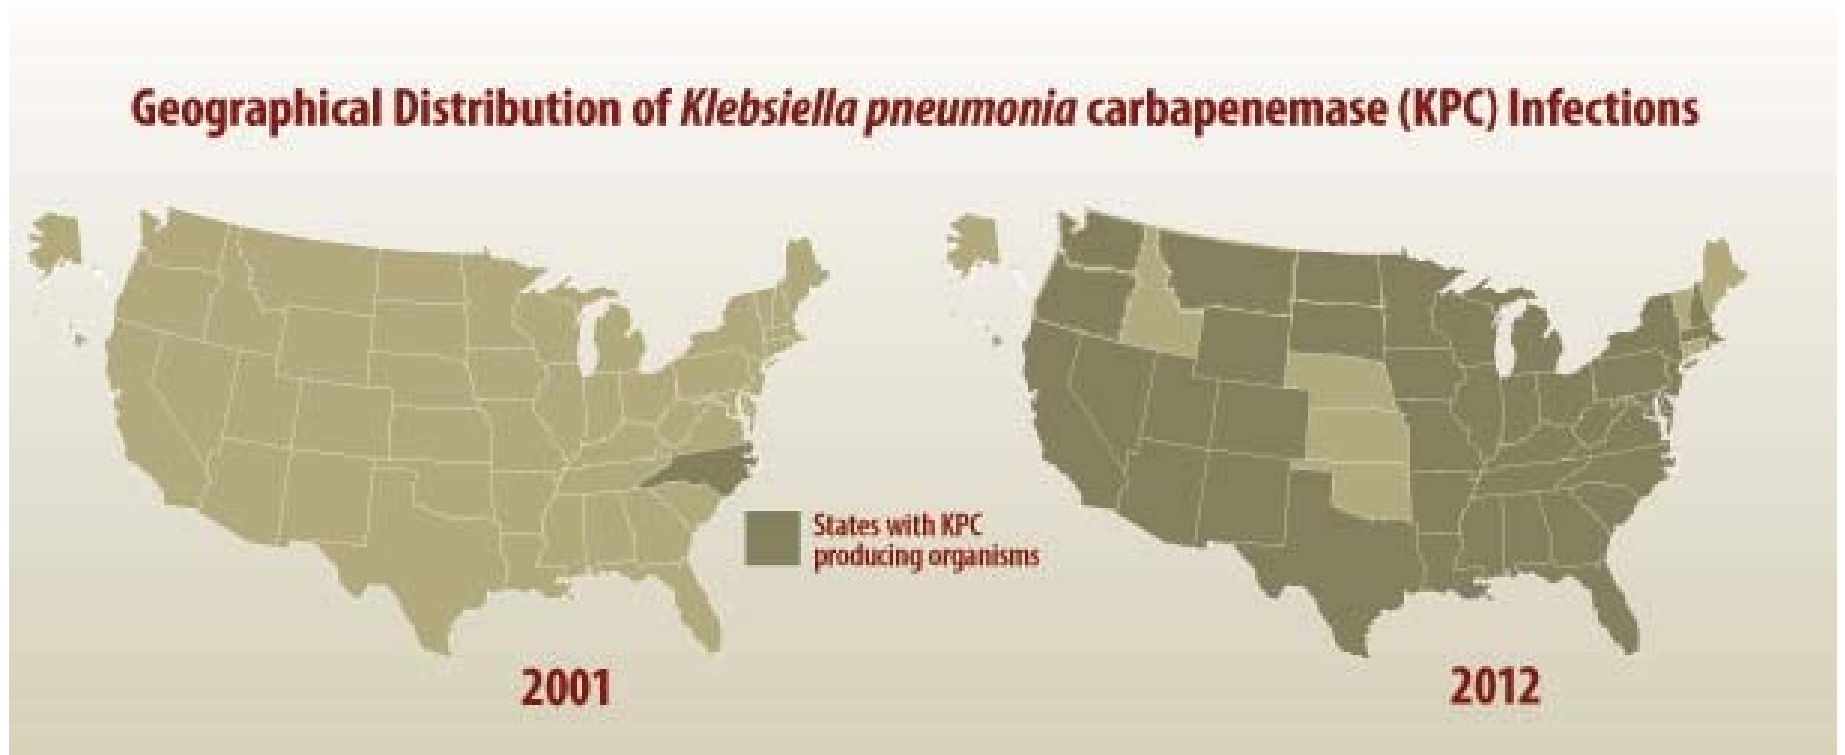 Geographical Distribution of Klebsiella pneumonia carbapenemase (KPC) Infections
States with KPC
producing organisms
2001
2012